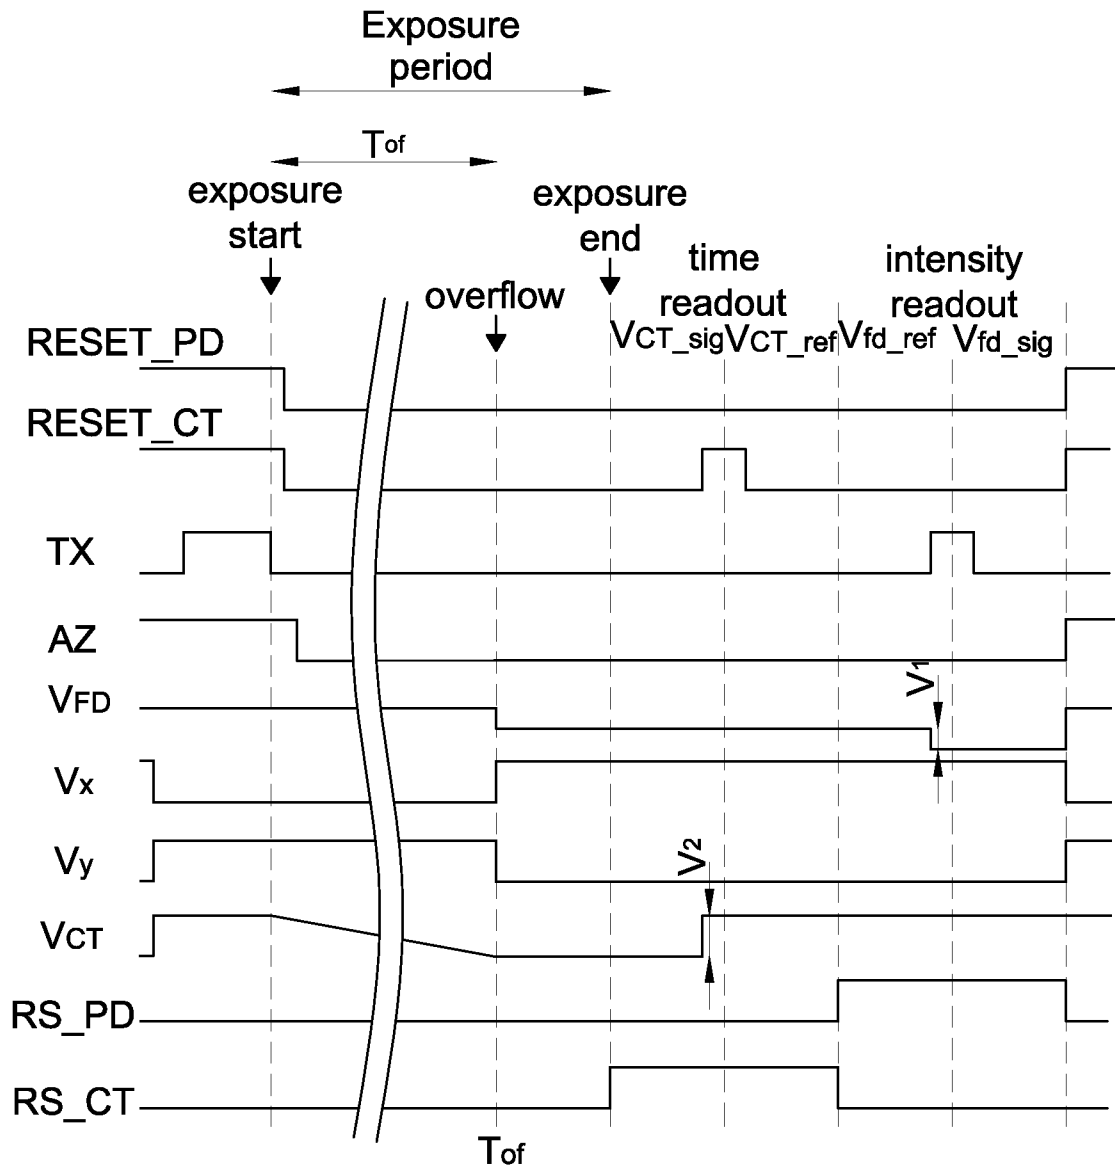 Exposure
period
Tof
exposure
start
exposure
end
overflow
time
readout
intensity
readout
VCT_sig
VCT_ref
Vfd_ref
Vfd_sig
RESET_PD
RESET_CT
TX
AZ
VFD
V1
Vx
Vy
V2
VCT
RS_PD
RS_CT
Tof